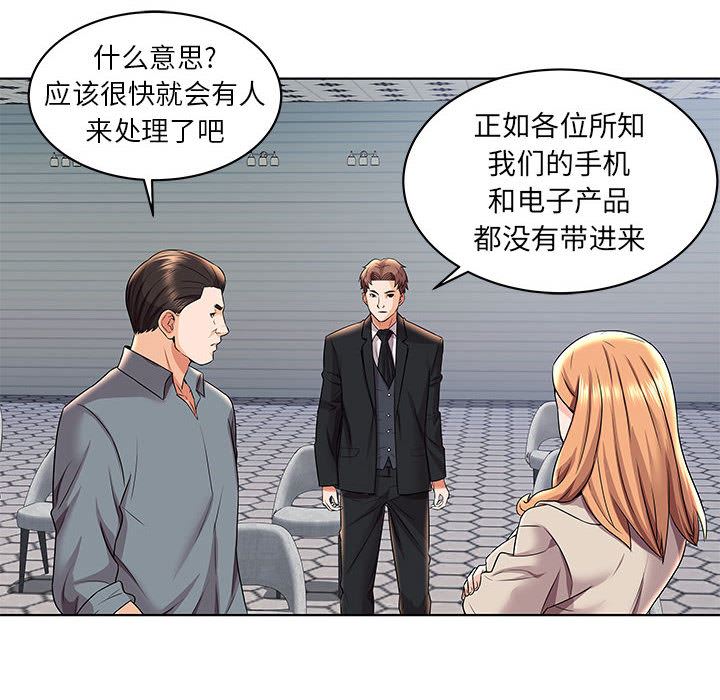 什么意思?
应该很快就会有人
来处理了吧
正如各位所知
我们的手机
和电子产品
都没有带进来